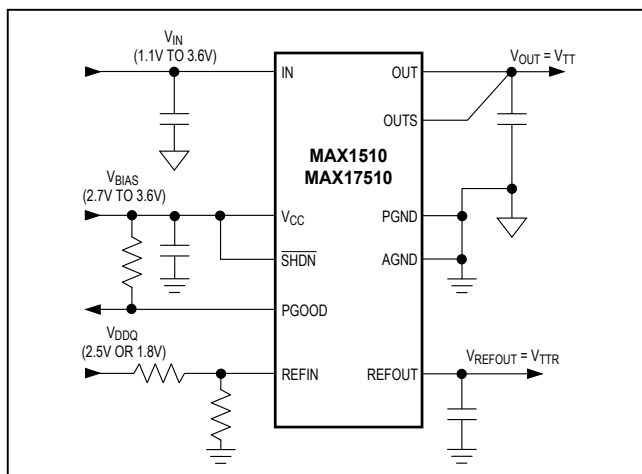 V_IN
(1.1V TO 3.6V)
IN
OUT
V_OUT = V_TT
OUTS
MAX1510
MAX17510
V_BIAS
(2.7V TO 3.6V)
V_CC
PGND
SHDN
AGND
PGOOD
V_DDQ
(2.5V OR 1.8V)
REFIN
REFOUT
V_REFOUT = V_TTR